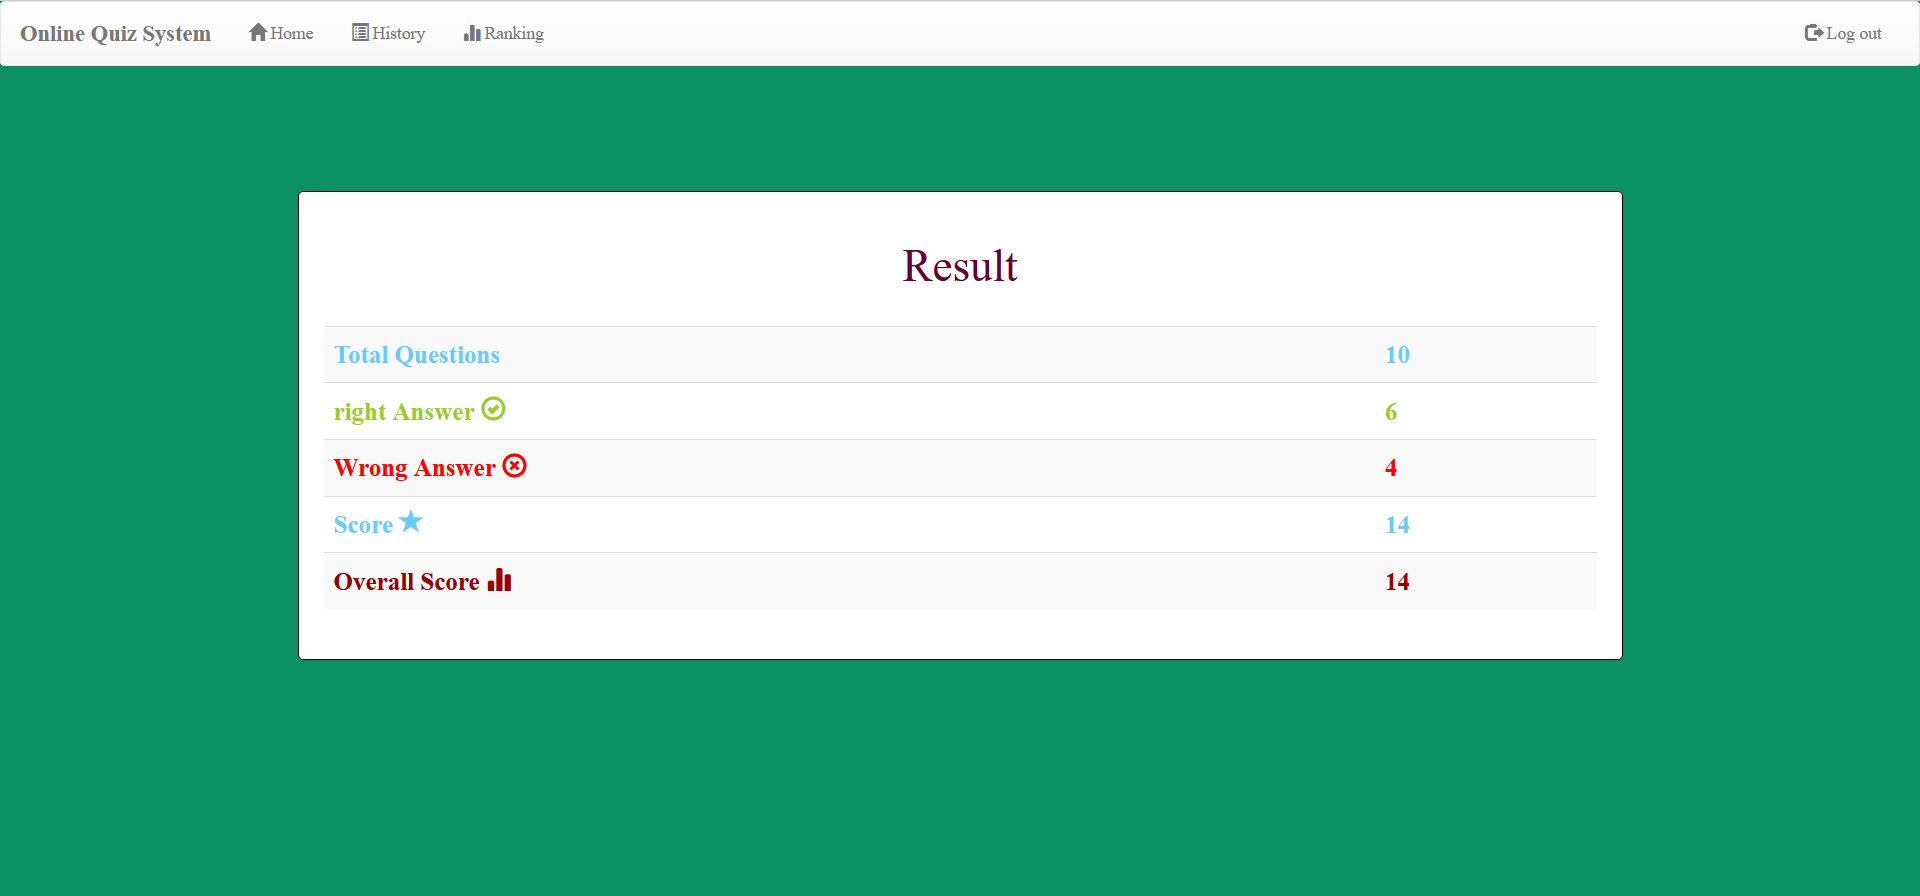 Online Quiz System Home History Ranking Log out
Result
Total Questions 10
right Answer 6
Wrong Answer 4
Score 14
Overall Score 14